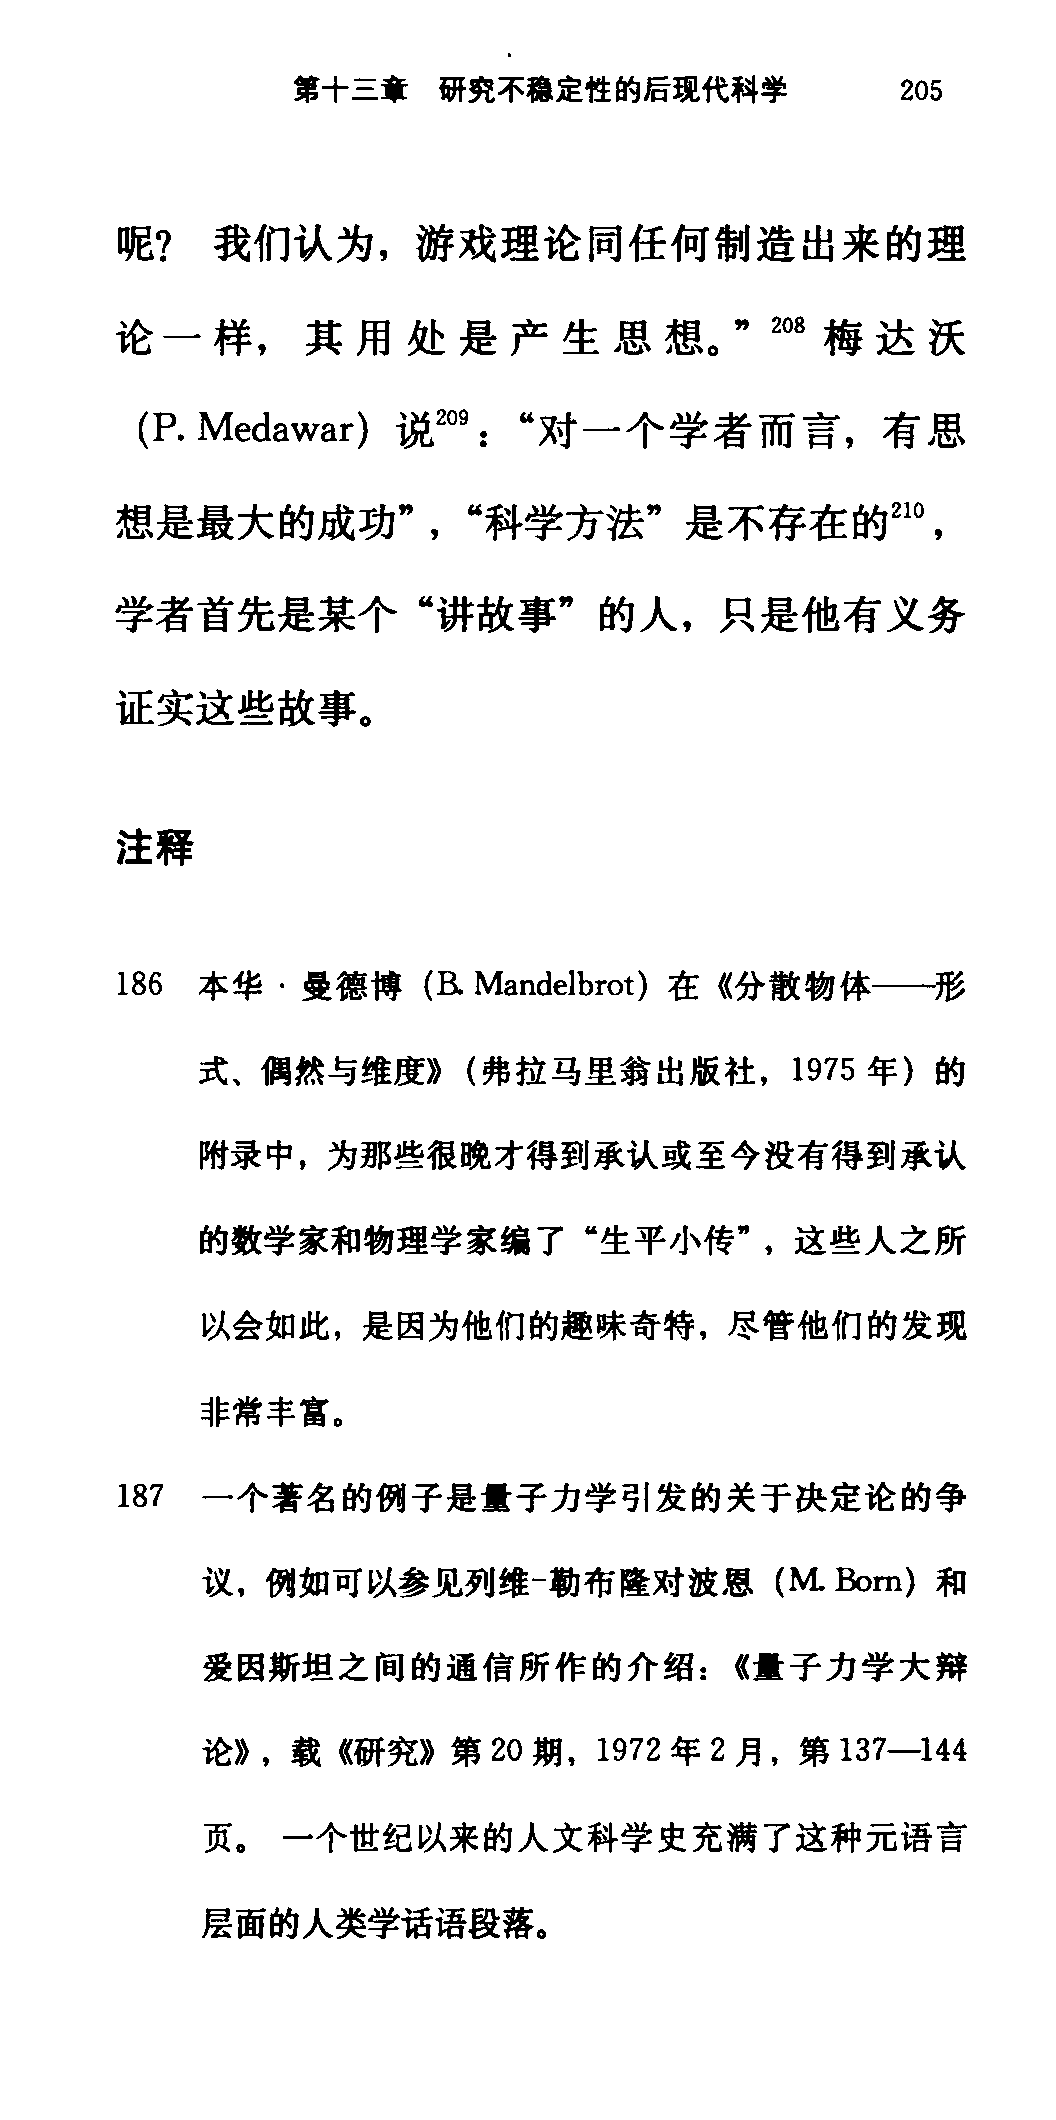 第十三章 研究不稳定性的后现代科学 205
呢? 我们认为，游戏理论同任何制造出来的理
论一样，其用处是产生思想。”208 梅达沃
（P. Medawar）说209：“对一个学者而言，有思
想是最大的成功”，“科学方法”是不存在的210，
学者首先是某个“讲故事”的人，只是他有义务
证实这些故事。
注释
186 本华·曼德博（B. Mandelbrot）在《分散物体——形
式、偶然与维度》（弗拉马里翁出版社，1975 年）的
附录中，为那些很晚才得到承认或至今没有得到承认
的数学家和物理学家编了“生平小传”，这些人之所
以会如此，是因为他们的趣味奇特，尽管他们的发现
非常丰富。
187 一个著名的例子是量子力学引发的关于决定论的争
议，例如可以参见列维-勒布隆对波恩（M. Born）和
爱因斯坦之间的通信所作的介绍：《量子力学大辩
论》，载《研究》第 20 期，1972 年 2 月，第 137—144
页。 一个世纪以来的人文科学史充满了这种元语言
层面的人类学话语段落。